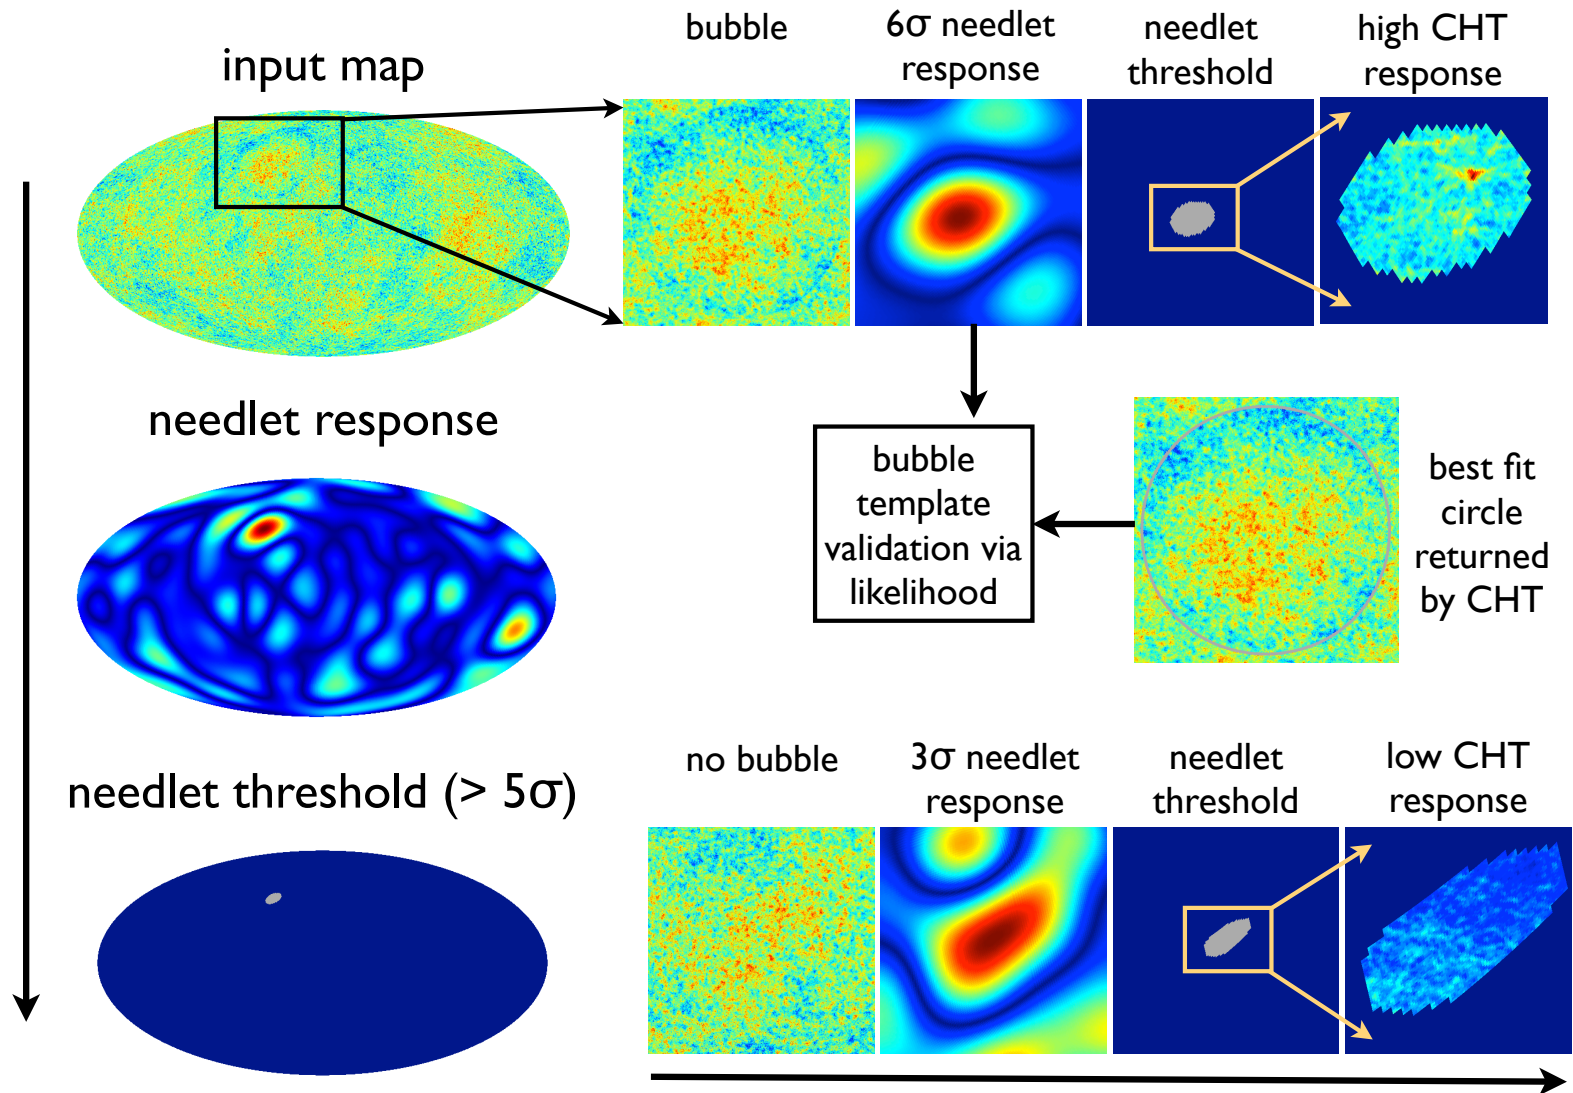 input map
bubble
6σ needlet
response
needlet
threshold
high CHT
response
needlet response
bubble
template
validation via
likelihood
best fit
circle
returned
by CHT
needlet threshold (> 5σ)
no bubble
3σ needlet
response
needlet
threshold
low CHT
response